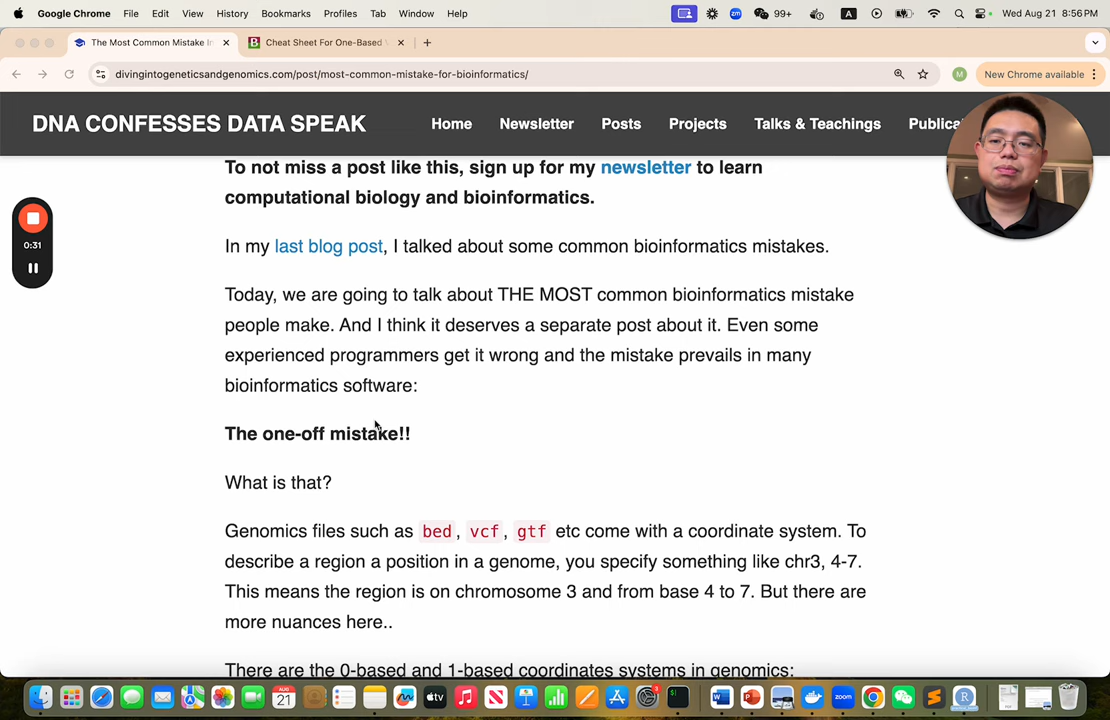 Google Chrome File Edit View History Bookmarks Profiles Tab Window Help 99+ A Wed Aug 21 8:56 PM
The Most Common Mistake I Cheat Sheet For One-Based
divingintogeneticsandgenomics.com/post/most-common-mistake-for-bioinformatics/ M New Chrome available
DNA CONFESSES DATA SPEAK Home Newsletter Posts Projects Talks & Teachings Publica
To not miss a post like this, sign up for my newsletter to learn
computational biology and bioinformatics.
0:31
In my last blog post, I talked about some common bioinformatics mistakes.
Today, we are going to talk about THE MOST common bioinformatics mistake
people make. And I think it deserves a separate post about it. Even some
experienced programmers get it wrong and the mistake prevails in many
bioinformatics software:
The one-off mistake!!
What is that?
Genomics files such as bed, vcf, gtf etc come with a coordinate system. To
describe a region a position in a genome, you specify something like chr3, 4-7.
This means the region is on chromosome 3 and from base 4 to 7. But there are
more nuances here..
There are the 0-based and 1-based coordinates systems in genomics: